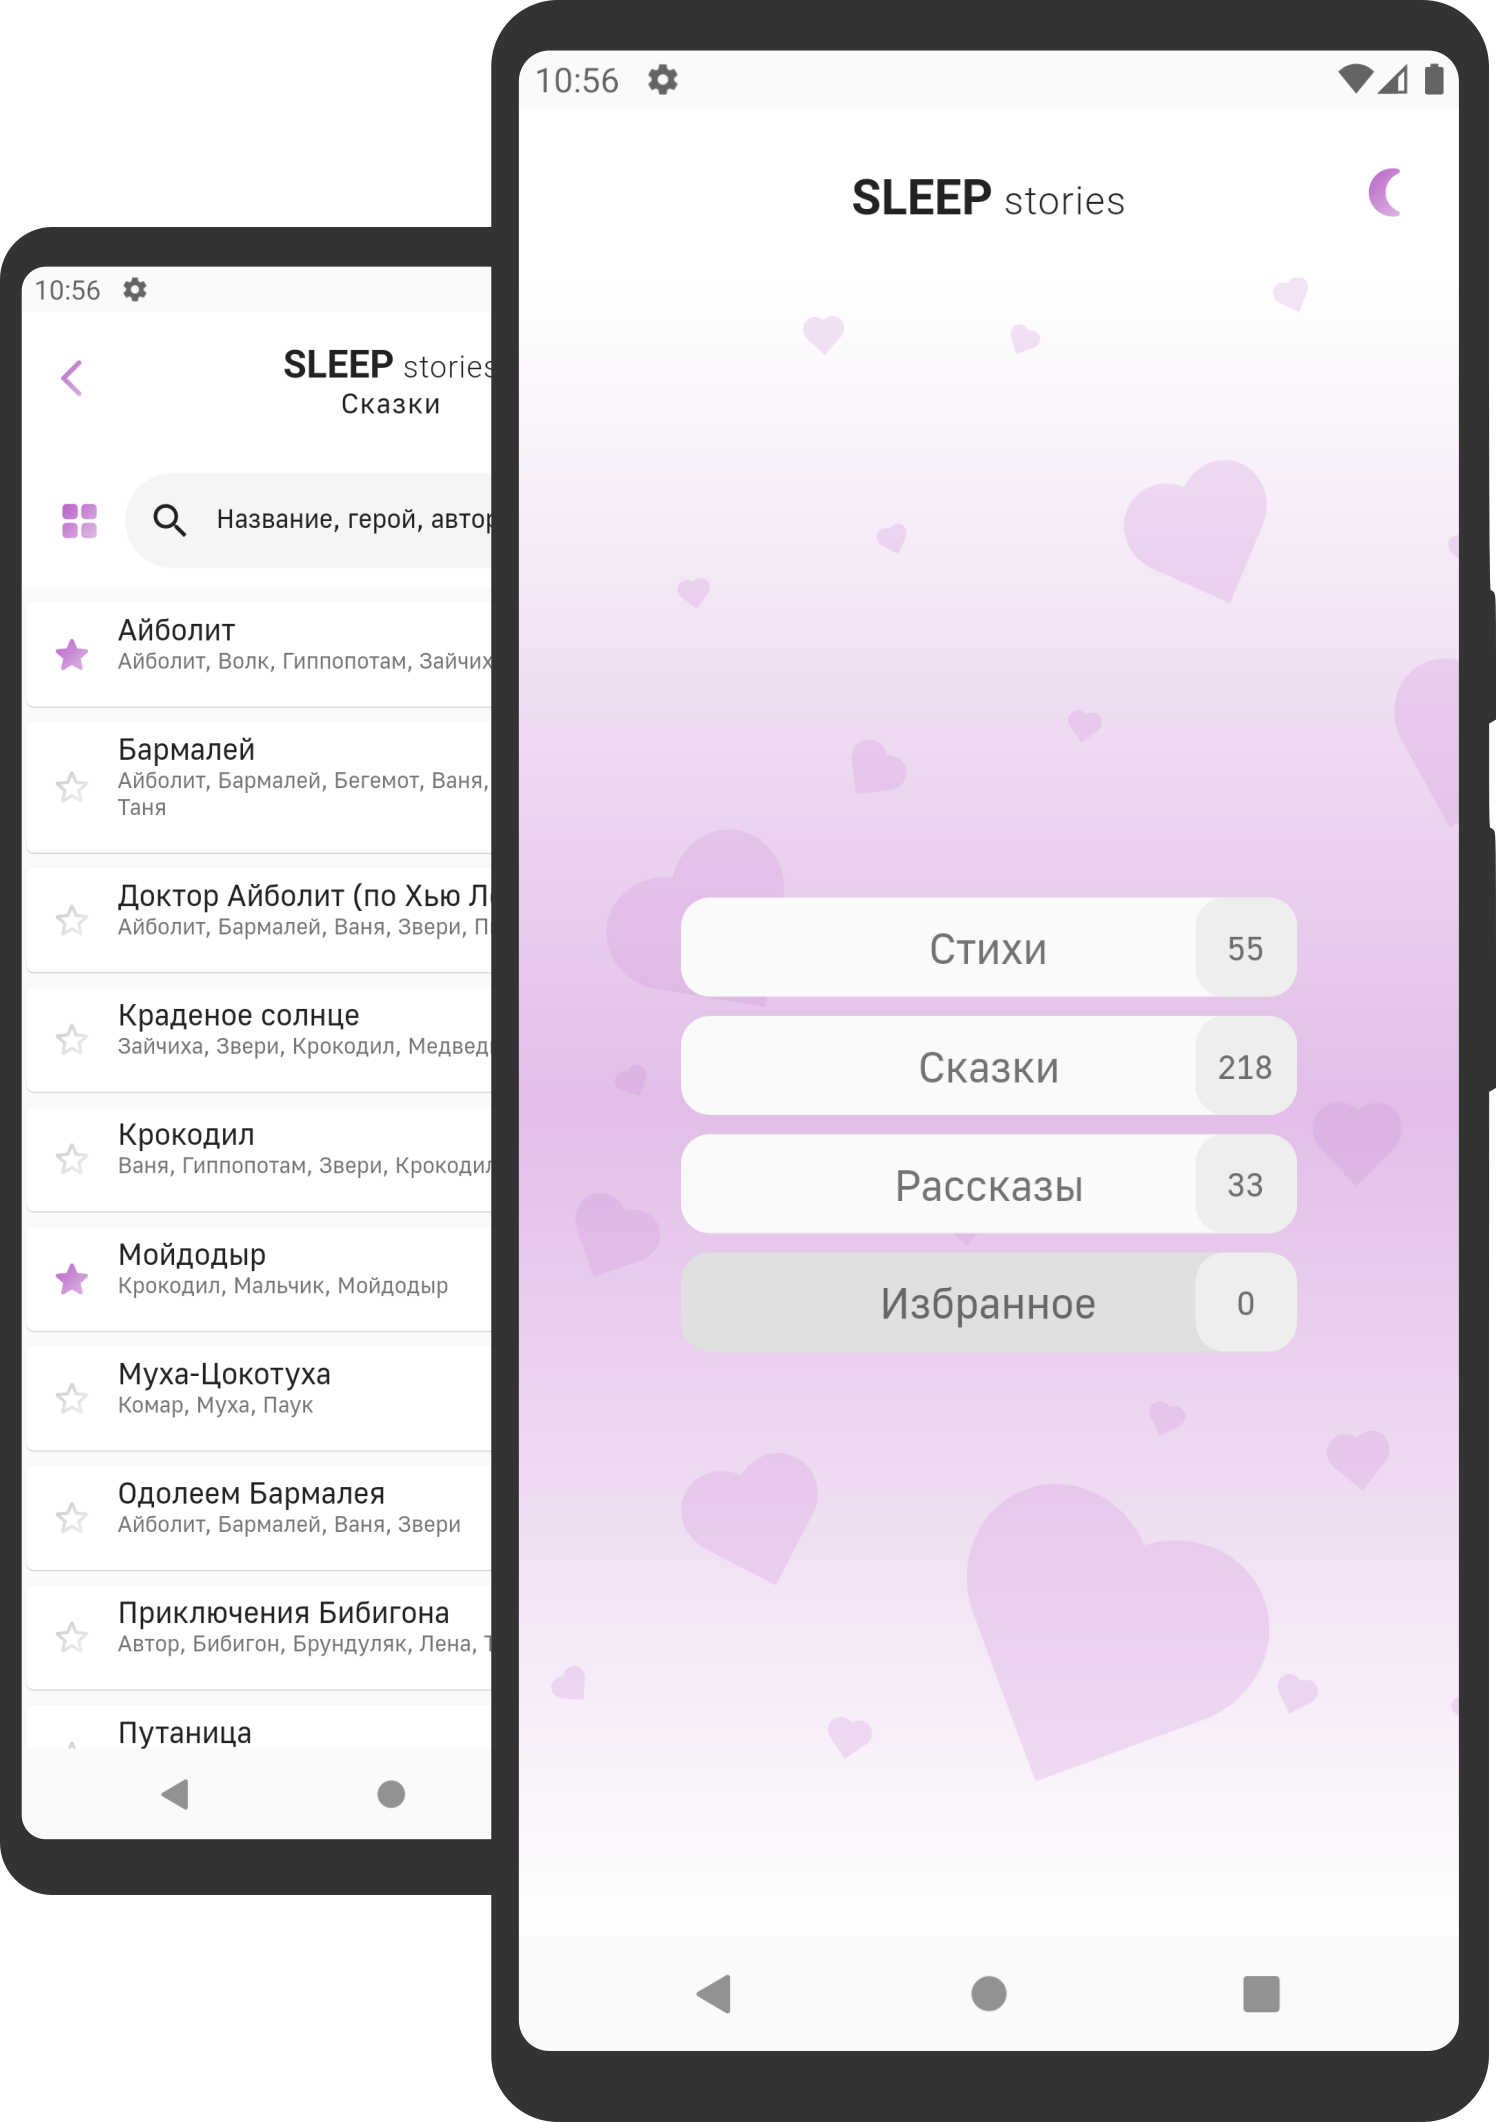 10:56
SLEEP stories
Сказки
Название, герой, автор
Айболит
Айболит, Волк, Гиппопотам,
Бармалей
Айболит, Бармалей, Бегемот, Ваня,
Таня
Доктор Айболит (по Хью
Айболит, Бармалей, Ваня, Звери,
Краденое солнце
Зайчиха, Звери, Крокодил,
Крокодил
Ваня, Гиппопотам, Звери, Крокодил
Мойдодыр
Крокодил, Мальчик, Мойдодыр
Муха-Цокотуха
Комар, Муха, Паук
Одолеем Бармалея
Айболит, Бармалей, Ваня, Звери
Приключения Бибигона
Автор, Бибигон, Брундуляк, Лена,
Путаница
10:56
SLEEP stories
Стихи 55
Сказки 218
Рассказы 33
Избранное 0